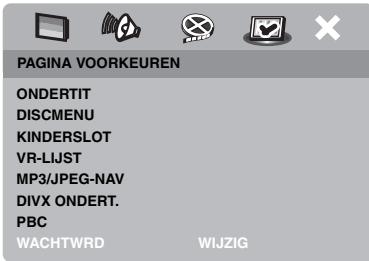 PAGINA VOORKEUREN
ONDERTIT
DISCMENU
KINDERSLOT
VR-LIJST
MP3/JPEG-NAV
DIVX ONDERT.
PBC
WACHTWRD WIJZIG